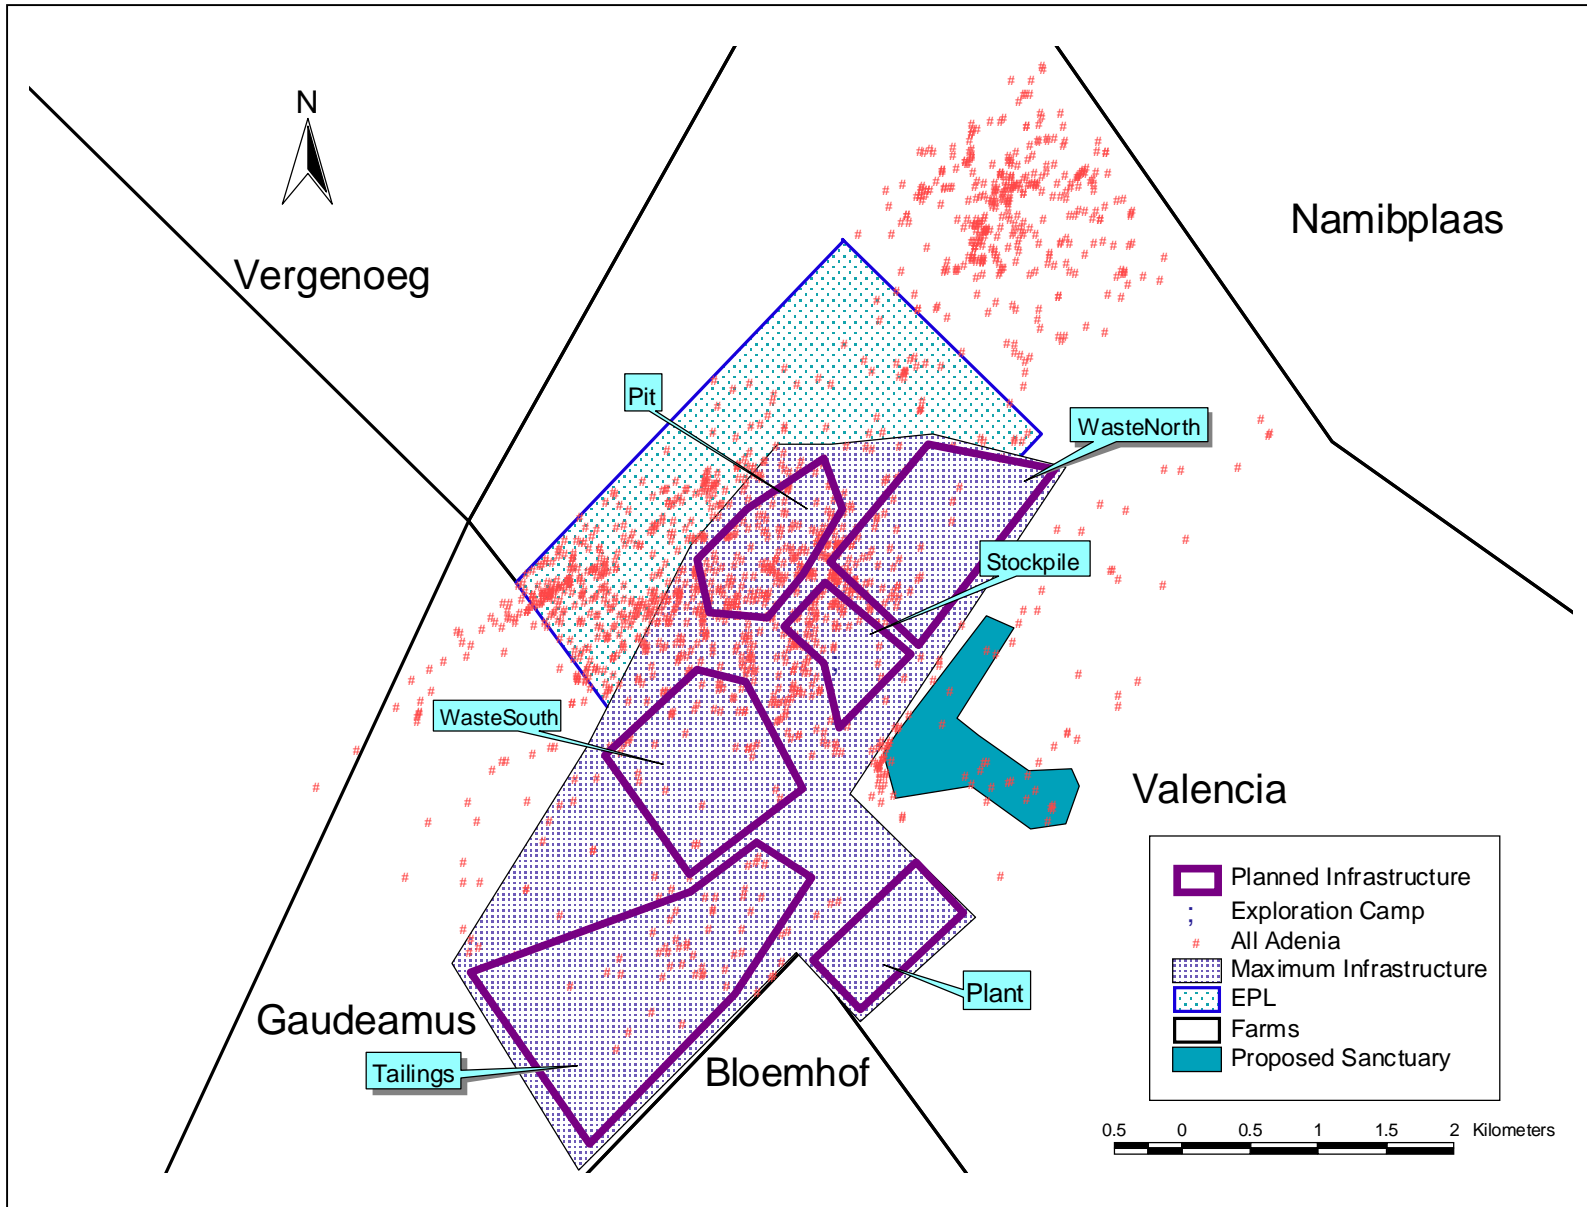 N
Namibplaas
Vergenoeg
Pit
WasteNorth
Stockpile
WasteSouth
Valencia
Planned Infrastructure
; Exploration Camp
# All Adenia
Maximum Infrastructure
EPL
Farms
Proposed Sanctuary
Plant
Gaudeamus
Tailings
Bloemhof
0.5 0 0.5 1 1.5 2 Kilometers